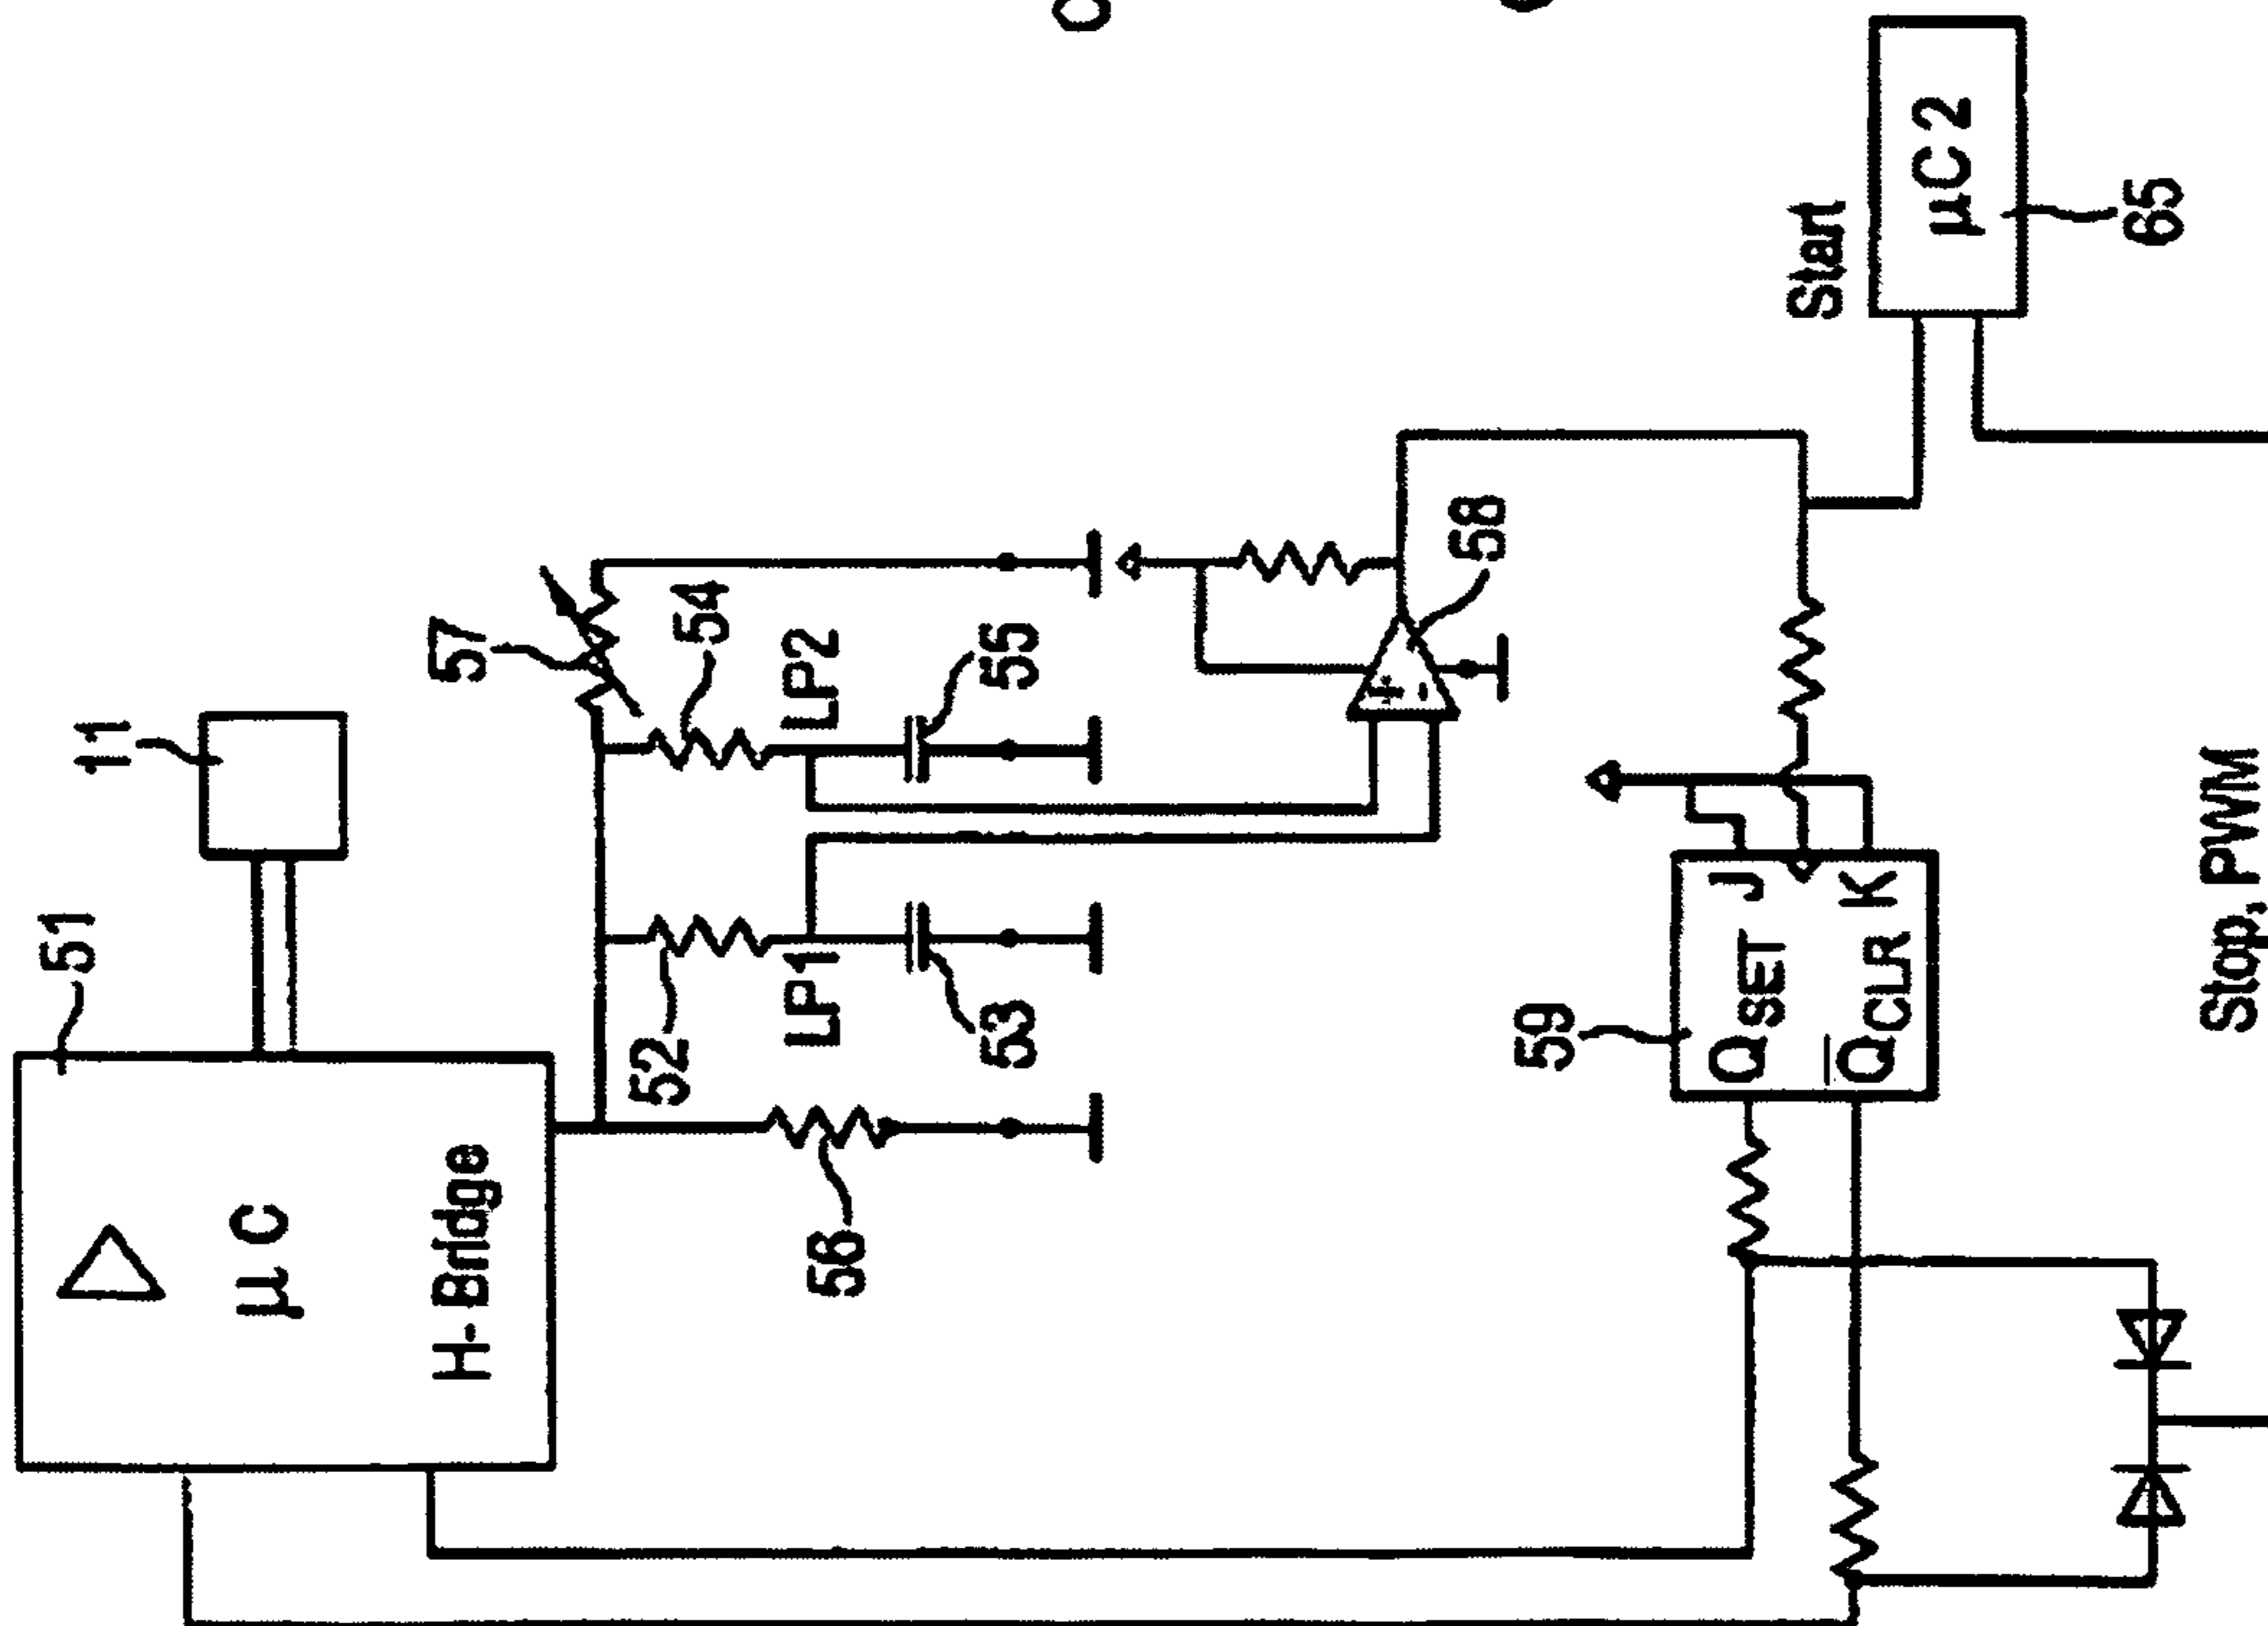 51
11
µ C
H-Bridge
57
52
54
56
LP1
LP2
53
55
+
-
58
59
Q SET J
Q̅ CLR K
Start
µC 2
65
Stop, PWM